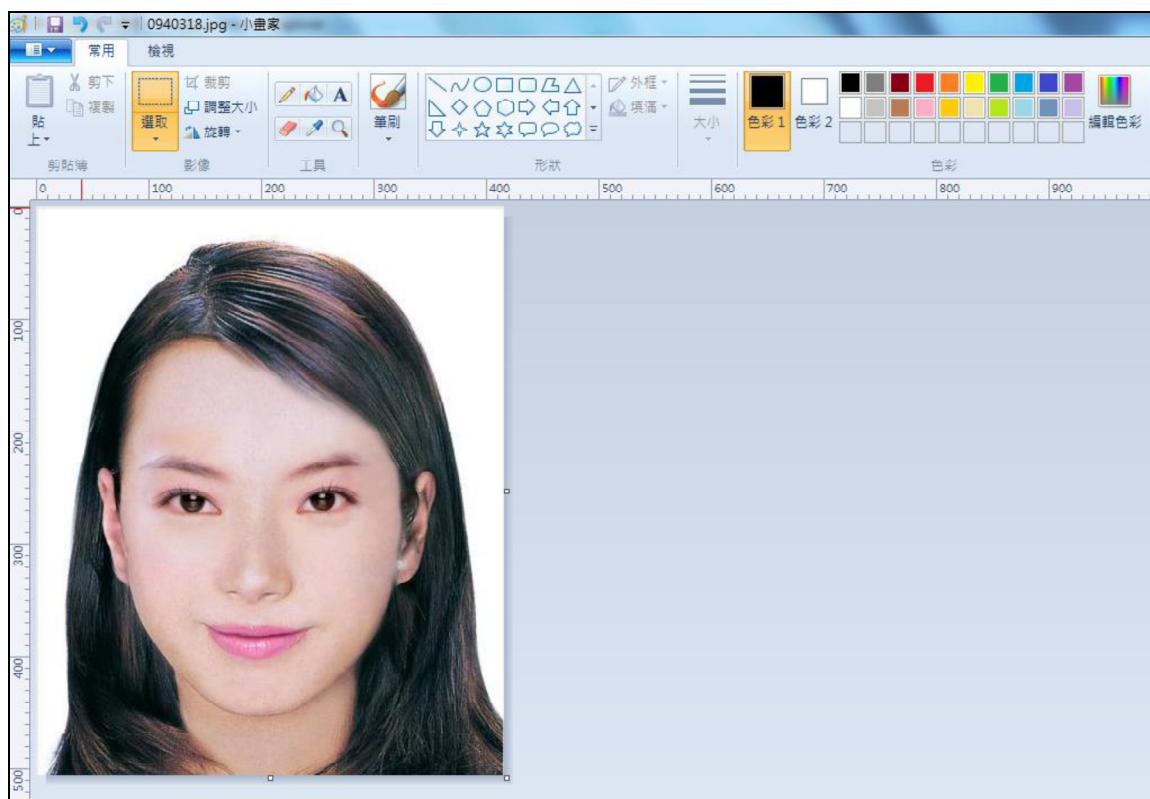 0940318.jpg - 小畫家
常用 檢視
貼上
剪下
複製
剪貼簿
選取
裁剪
調整大小
旋轉
影像
A
工具
筆刷
外框
填滿
形狀
大小
色彩 1
色彩 2
編輯色彩
色彩
0 100 200 300 400 500 600 700 800 900
0
100
200
300
400
500